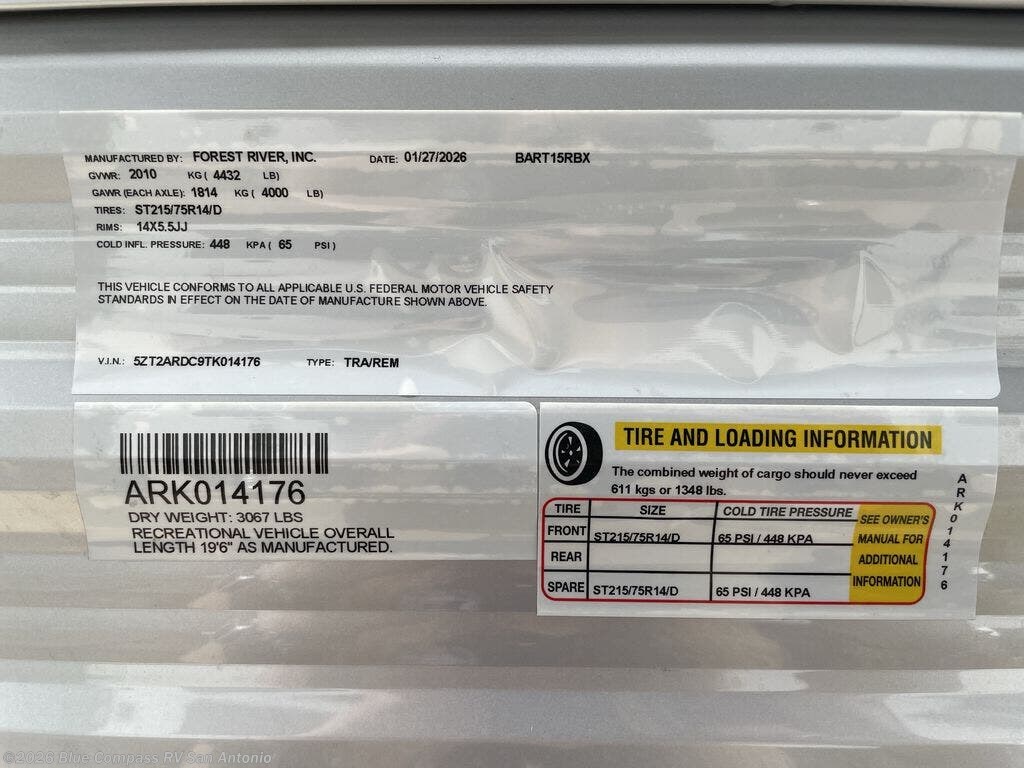 MANUFACTURED BY: FOREST RIVER, INC. DATE: 01/27/2026 BART15RBX
GVWR: 2010 KG ( 4432 LB)
GAWR (EACH AXLE): 1814 KG ( 4000 LB)
TIRES: ST215/75R14/D
RIMS: 14X5.5JJ
COLD INFL. PRESSURE: 448 KPA ( 65 PSI )
THIS VEHICLE CONFORMS TO ALL APPLICABLE U.S. FEDERAL MOTOR VEHICLE SAFETY
STANDARDS IN EFFECT ON THE DATE OF MANUFACTURE SHOWN ABOVE.
V.I.N.: 5ZT2ARDC9TK014176 TYPE: TRA/REM
ARK014176
DRY WEIGHT: 3067 LBS
RECREATIONAL VEHICLE OVERALL
LENGTH 19'6" AS MANUFACTURED.
TIRE AND LOADING INFORMATION
The combined weight of cargo should never exceed
611 kgs or 1348 lbs.
TIRE SIZE COLD TIRE PRESSURE
FRONT ST215/75R14/D 65 PSI / 448 KPA
REAR
SPARE ST215/75R14/D 65 PSI / 448 KPA
SEE OWNER'S
MANUAL FOR
ADDITIONAL
INFORMATION
ARK014176
©2026 Blue Compass RV San Antonio